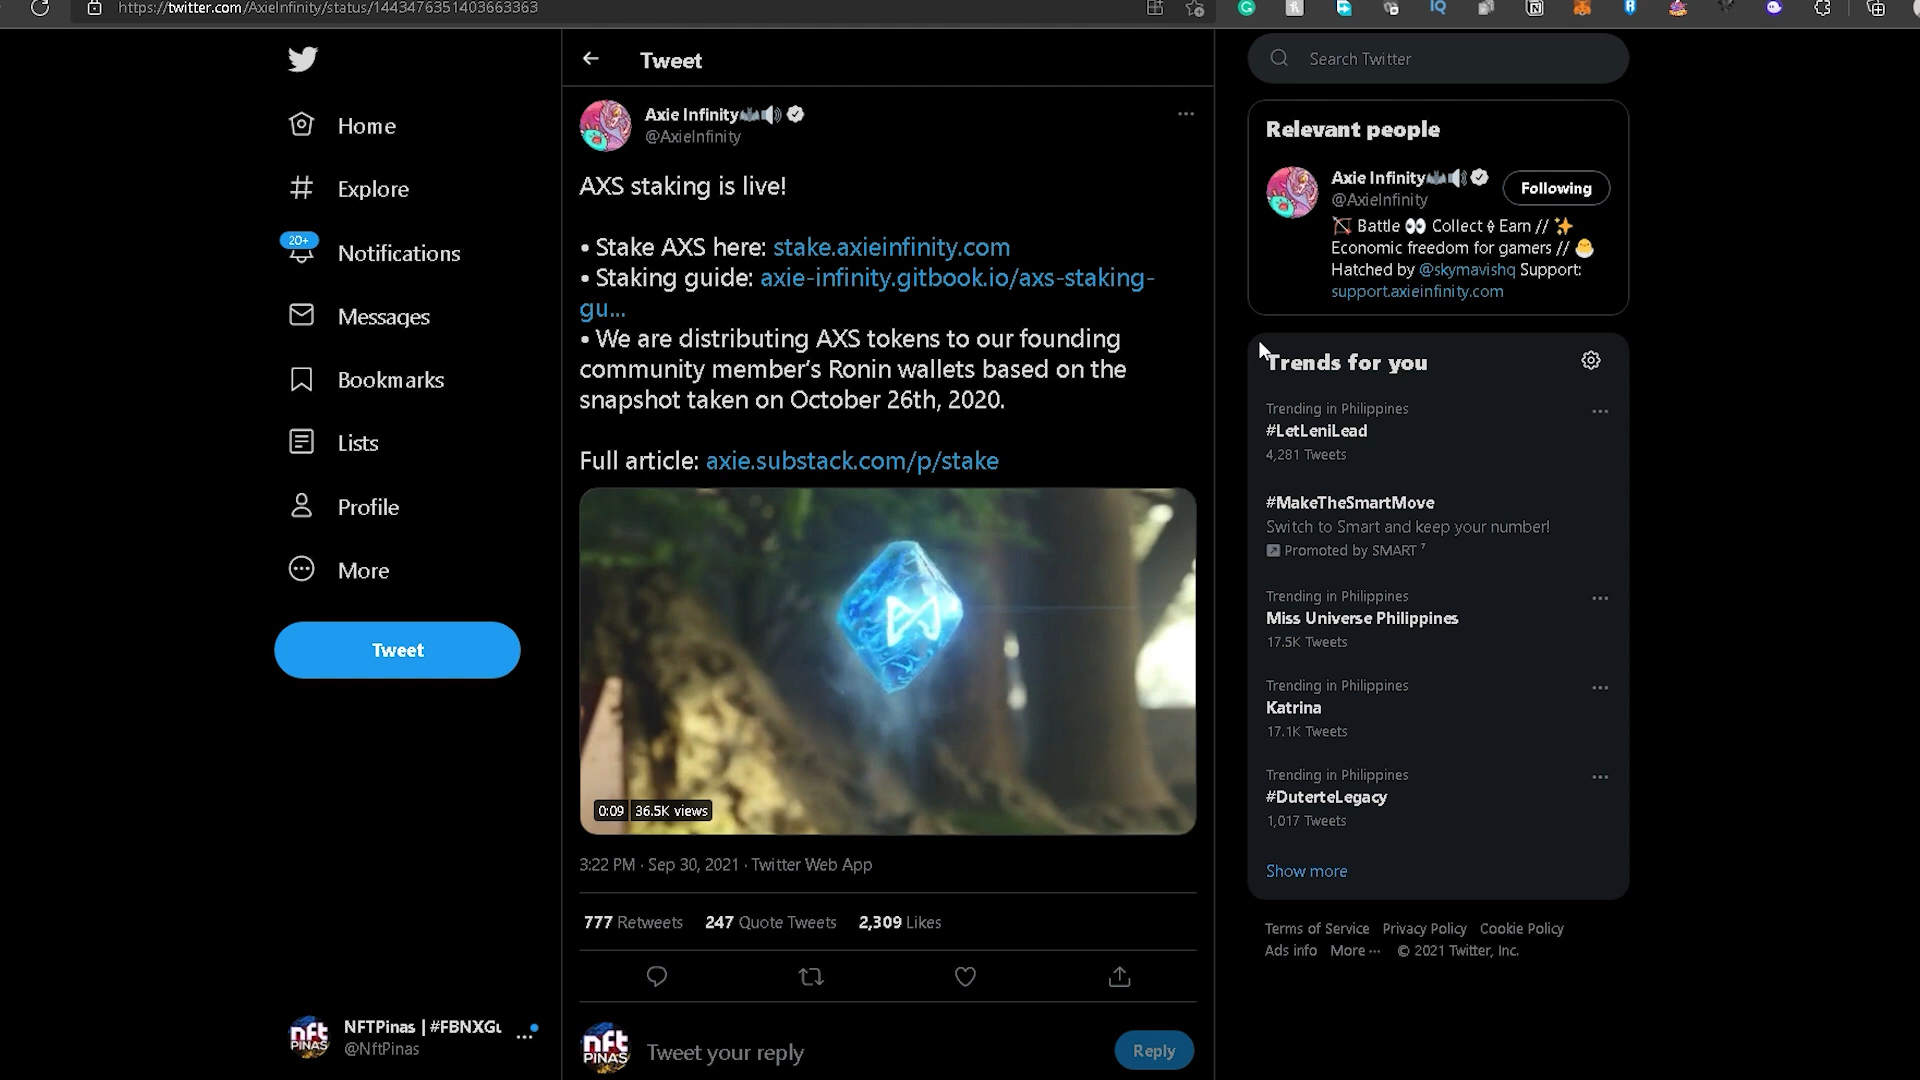 https://twitter.com/AxieInfinity/status/1443476351403663363
Home
Explore
20+
Notifications
Messages
Bookmarks
Lists
Profile
More
Tweet
NFTPinas | #FBNXGu
@NftPinas
Tweet
Axie Infinity
@AxieInfinity
AXS staking is live!
• Stake AXS here: stake.axieinfinity.com
• Staking guide: axie-infinity.gitbook.io/axs-staking-
gu...
• We are distributing AXS tokens to our founding
community member’s Ronin wallets based on the
snapshot taken on October 26th, 2020.
Full article: axie.substack.com/p/stake
0:09 36.5K views
3:22 PM · Sep 30, 2021 · Twitter Web App
777 Retweets 247 Quote Tweets 2,309 Likes
nft PINAS
Tweet your reply
Reply
Search Twitter
Relevant people
Axie Infinity
Following
@AxieInfinity
Battle 👀 Collect ⬨ Earn // ✨
Economic freedom for gamers // 🐣
Hatched by @skymavishq Support:
support.axieinfinity.com
Trends for you
Trending in Philippines
#LetLeniLead
4,281 Tweets
#MakeTheSmartMove
Switch to Smart and keep your number!
Promoted by SMART
Trending in Philippines
Miss Universe Philippines
17.5K Tweets
Trending in Philippines
Katrina
17.1K Tweets
Trending in Philippines
#DuterteLegacy
1,017 Tweets
Show more
Terms of Service Privacy Policy Cookie Policy
Ads info More ··· © 2021 Twitter, Inc.